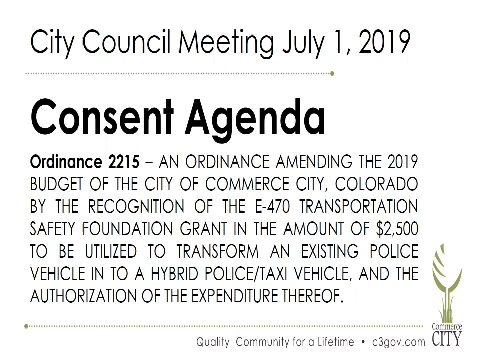 City Council Meeting July 1, 2019
Consent Agenda
Ordinance 2215 – AN ORDINANCE AMENDING THE 2019
BUDGET OF THE CITY OF COMMERCE CITY, COLORADO
BY THE RECOGNITION OF THE E-470 TRANSPORTATION
SAFETY FOUNDATION GRANT IN THE AMOUNT OF $2,500
TO BE UTILIZED TO TRANSFORM AN EXISTING POLICE
VEHICLE IN TO A HYBRID POLICE/TAXI VEHICLE, AND THE
AUTHORIZATION OF THE EXPENDITURE THEREOF.
Commerce
CITY
Quality Community for a Lifetime • c3gov.com